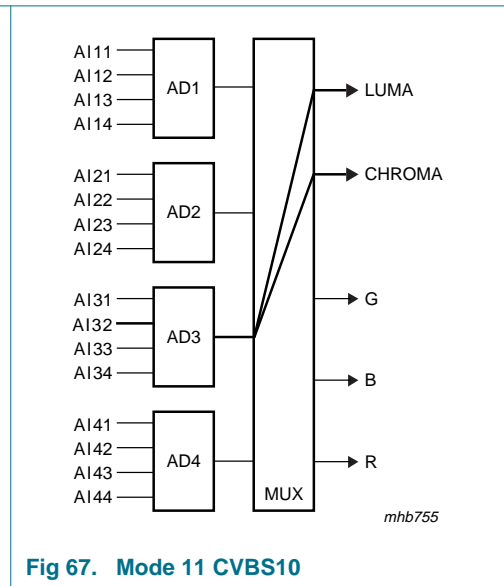 AI11
AI12
AI13
AI14
AD1
LUMA
CHROMA
AI21
AI22
AI23
AI24
AD2
AI31
AI32
AI33
AI34
AD3
G
B
AI41
AI42
AI43
AI44
AD4
R
MUX
mhb755
Fig 67. Mode 11 CVBS10